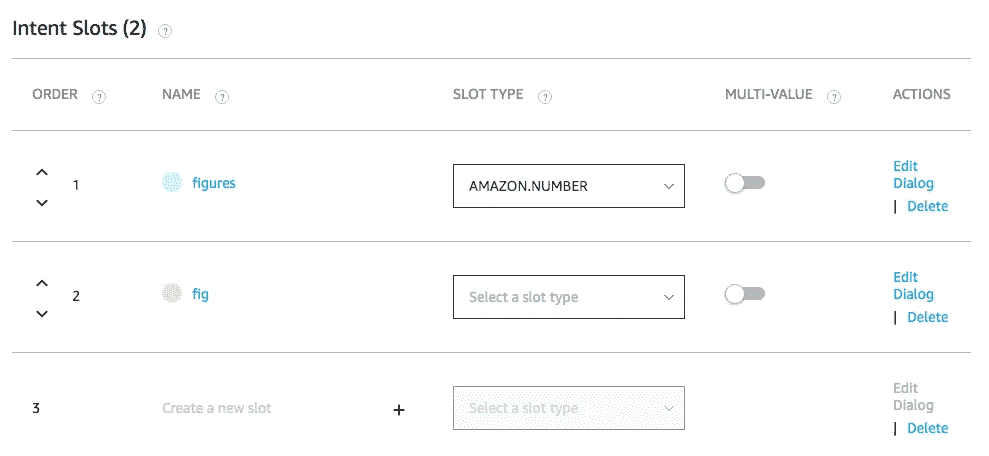 Intent Slots (2) ?
ORDER ? NAME ? SLOT TYPE ? MULTI-VALUE ? ACTIONS
1 figures AMAZON.NUMBER Edit
Dialog
| Delete
2 fig Select a slot type Edit
Dialog
| Delete
3 Create a new slot + Select a slot type Edit
Dialog
| Delete